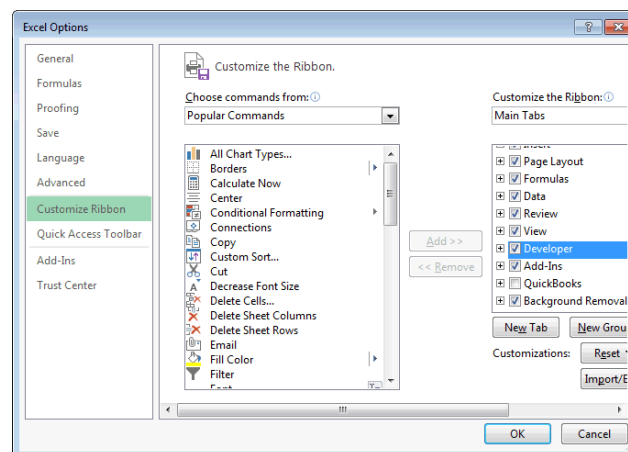 Excel Options
General
Formulas
Proofing
Save
Language
Advanced
Customize Ribbon
Quick Access Toolbar
Add-Ins
Trust Center
Customize the Ribbon.
Choose commands from:
Popular Commands
All Chart Types...
Borders
Calculate Now
Center
Conditional Formatting
Connections
Copy
Custom Sort...
Cut
Decrease Font Size
Delete Cells...
Delete Sheet Columns
Delete Sheet Rows
Email
Fill Color
Filter
Add >>
<< Remove
Customize the Ribbon:
Main Tabs
Insert
Page Layout
Formulas
Data
Review
View
Developer
Add-Ins
QuickBooks
Background Removal
New Tab
New Grou
Customizations:
Reset
Import/E
OK
Cancel